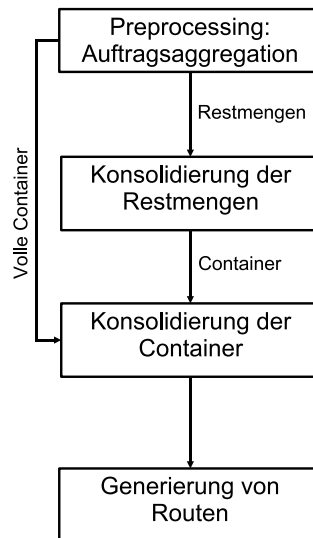 Preprocessing:
Auftragsaggregation
Restmengen
Konsolidierung der
Restmengen
Volle Container
Container
Konsolidierung der
Container
Generierung von
Routen